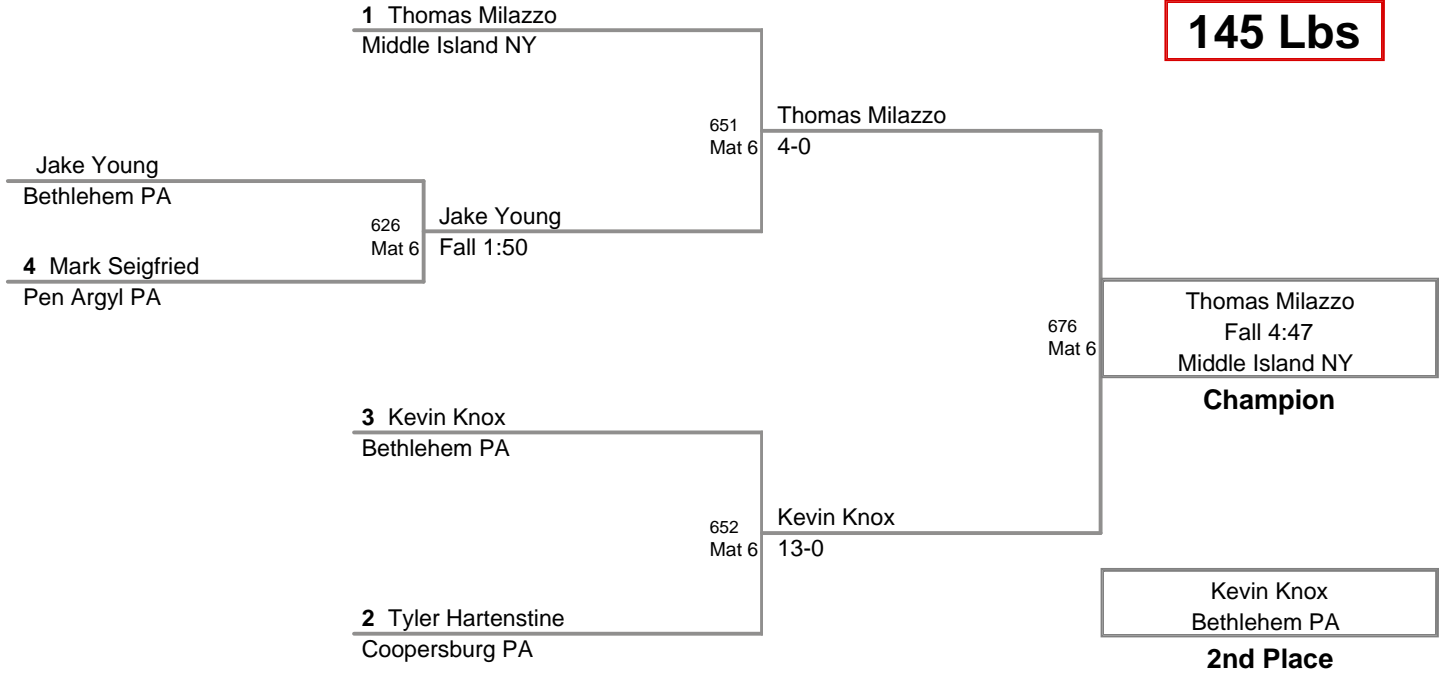 1 Thomas Milazzo
Middle Island NY
145 Lbs
651
Mat 6
Thomas Milazzo
4-0
Jake Young
Bethlehem PA
626
Mat 6
Jake Young
Fall 1:50
4 Mark Seigfried
Pen Argyl PA
676
Mat 6
Thomas Milazzo
Fall 4:47
Middle Island NY
Champion
3 Kevin Knox
Bethlehem PA
652
Mat 6
Kevin Knox
13-0
2 Tyler Hartenstine
Coopersburg PA
Kevin Knox
Bethlehem PA
2nd Place